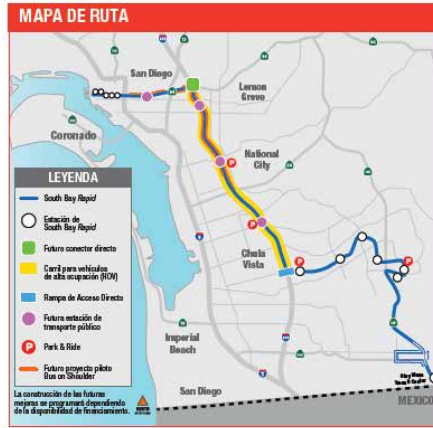 MAPA DE RUTA
San Diego
Lemon
Grove
Coronado
National
City
LEYENDA
South Bay Rapid
Estación de
South Bay Rapid
Futuro conector directo
Carril para vehículos
de alta ocupación (HOV)
Rampa de Acceso Directo
Futura estación de
transporte público
P
Park & Ride
Futuro proyecto piloto
Bus on Shoulder
La construcción de las futuras
mejoras se programará dependiendo
de la disponibilidad de financiamiento.
P
P
P
P
Chula
Vista
Imperial
Beach
San Diego
Otay Mesa
MEXICO